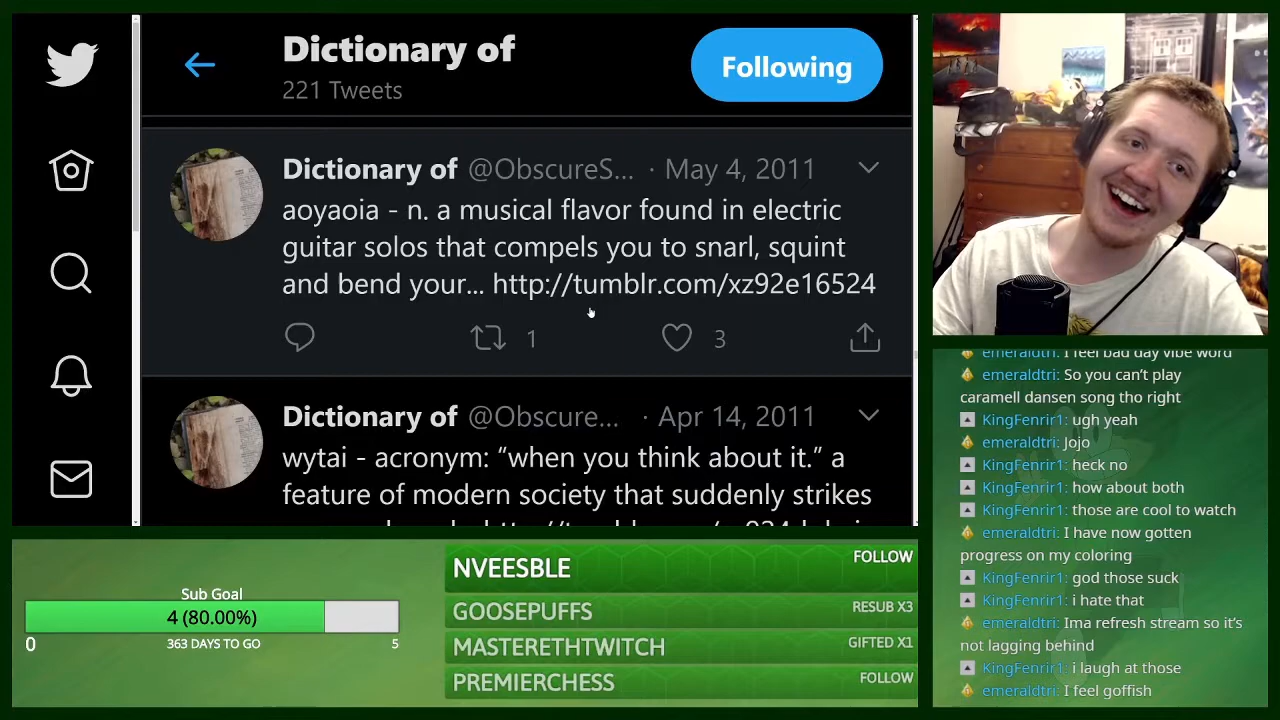 Dictionary of
221 Tweets
Following
Dictionary of @ObscureS... · May 4, 2011
aoyaoia - n. a musical flavor found in electric
guitar solos that compels you to snarl, squint
and bend your... http://tumblr.com/xz92e16524
1
3
Dictionary of @Obscure... · Apr 14, 2011
wytai - acronym: “when you think about it.” a
feature of modern society that suddenly strikes
emeraldtri: I feel bad day vibe word
emeraldtri: So you can’t play
caramell dansen song tho right
KingFenrir1: ugh yeah
emeraldtri: Jojo
KingFenrir1: heck no
KingFenrir1: how about both
KingFenrir1: those are cool to watch
emeraldtri: I have now gotten
progress on my coloring
KingFenrir1: god those suck
KingFenrir1: i hate that
emeraldtri: Ima refresh stream so it’s
not lagging behind
KingFenrir1: i laugh at those
emeraldtri: I feel goffish
Sub Goal
4 (80.00%)
0
363 DAYS TO GO
5
NVEESBLE FOLLOW
GOOSEPUFFS RESUB X3
MASTERETHTWITCH GIFTED X1
PREMIERCHESS FOLLOW